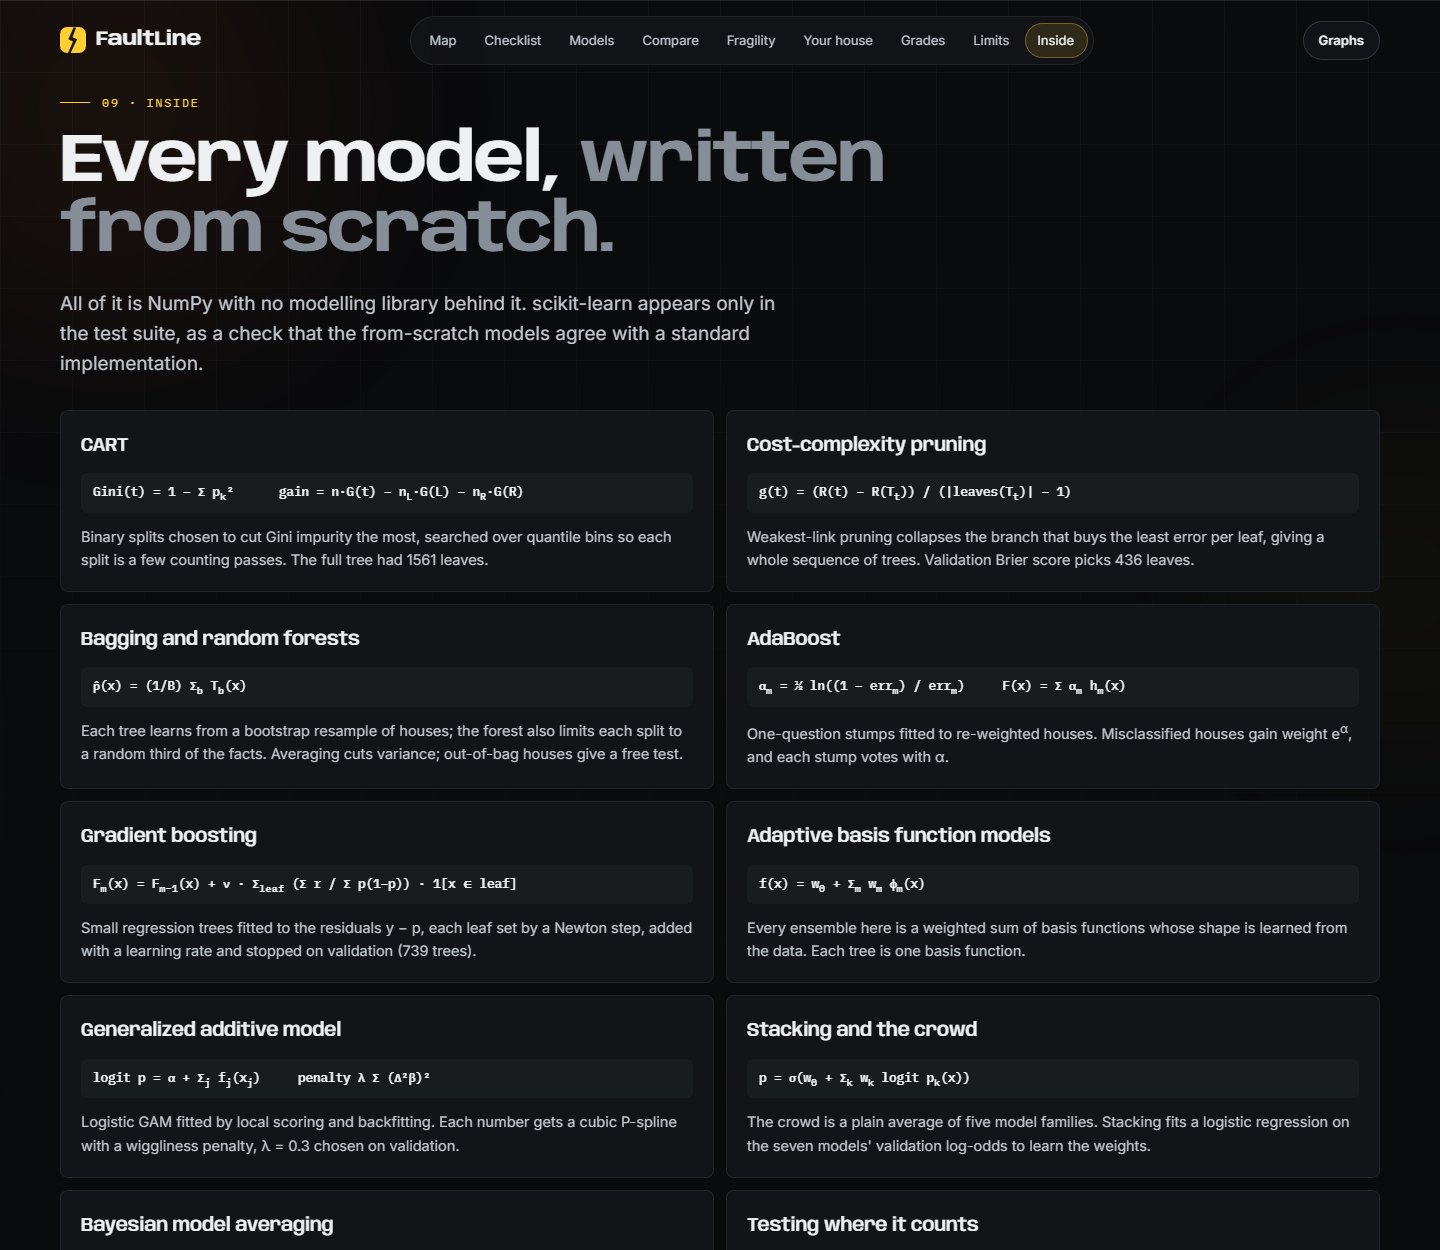 FaultLine
Map Checklist Models Compare Fragility Your house Grades Limits Inside
Graphs
09 · INSIDE
Every model, written
from scratch.
All of it is NumPy with no modelling library behind it. scikit-learn appears only in
the test suite, as a check that the from-scratch models agree with a standard
implementation.
CART
Gini(t) = 1 − Σ pₖ² gain = n·G(t) − n_L·G(L) − n_R·G(R)
Binary splits chosen to cut Gini impurity the most, searched over quantile bins so each
split is a few counting passes. The full tree had 1561 leaves.
Cost-complexity pruning
g(t) = (R(t) − R(T_t)) / (|leaves(T_t)| − 1)
Weakest-link pruning collapses the branch that buys the least error per leaf, giving a
whole sequence of trees. Validation Brier score picks 436 leaves.
Bagging and random forests
p̂(x) = (1/B) Σ_b T_b(x)
Each tree learns from a bootstrap resample of houses; the forest also limits each split to
a random third of the facts. Averaging cuts variance; out-of-bag houses give a free test.
AdaBoost
α_m = ½ ln((1 − err_m) / err_m) F(x) = Σ α_m h_m(x)
One-question stumps fitted to re-weighted houses. Misclassified houses gain weight e^α,
and each stump votes with α.
Gradient boosting
F_m(x) = F_m−1(x) + ν · Σ_leaf (Σ r / Σ p(1−p)) · 1[x ∈ leaf]
Small regression trees fitted to the residuals y − p, each leaf set by a Newton step, added
with a learning rate and stopped on validation (739 trees).
Adaptive basis function models
f(x) = w₀ + Σ_m w_m ϕ_m(x)
Every ensemble here is a weighted sum of basis functions whose shape is learned from
the data. Each tree is one basis function.
Generalized additive model
logit p = α + Σ_j f_j(x_j) penalty λ Σ (Δ²β)²
Logistic GAM fitted by local scoring and backfitting. Each number gets a cubic P-spline
with a wiggliness penalty, λ = 0.3 chosen on validation.
Stacking and the crowd
p = σ(w₀ + Σ_k w_k logit p_k(x))
The crowd is a plain average of five model families. Stacking fits a logistic regression on
the seven models' validation log-odds to learn the weights.
Bayesian model averaging
Testing where it counts